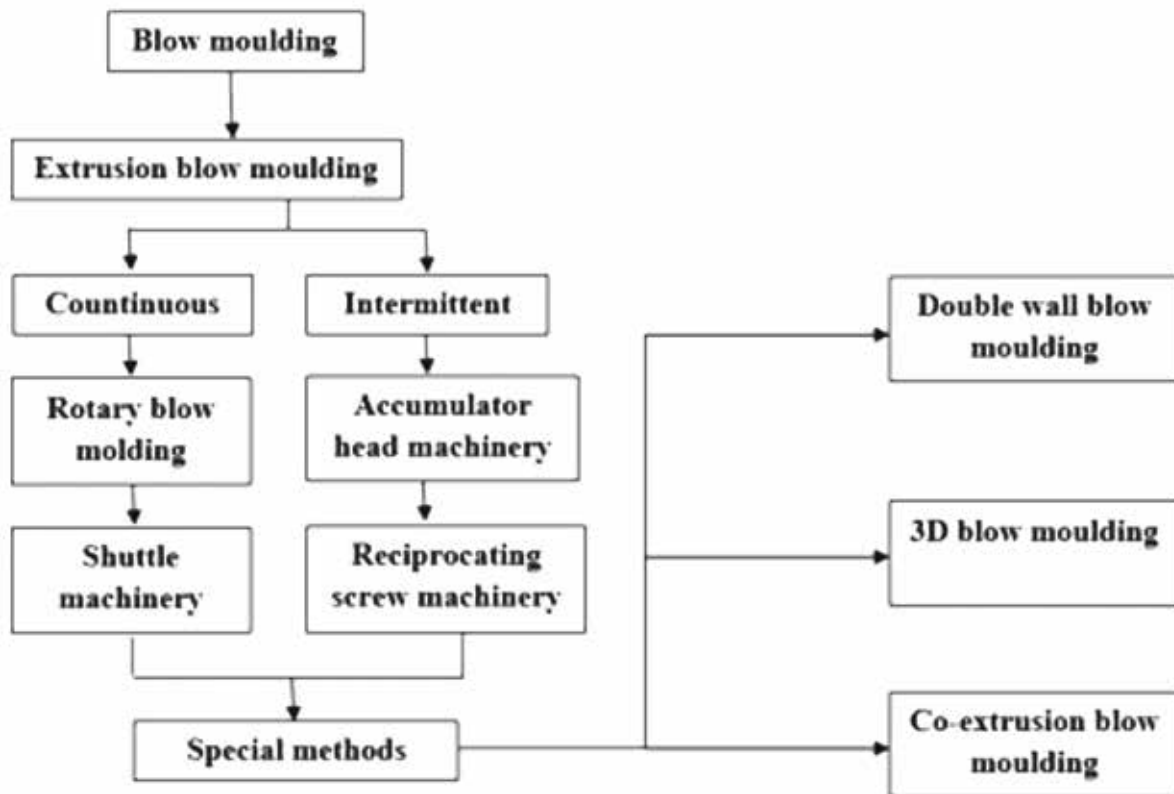 Blow moulding
Extrusion blow moulding
Countinuous
Intermittent
Rotary blow
molding
Accumulator
head machinery
Shuttle
machinery
Reciprocating
screw machinery
Special methods
Double wall blow
moulding
3D blow moulding
Co-extrusion blow
moulding